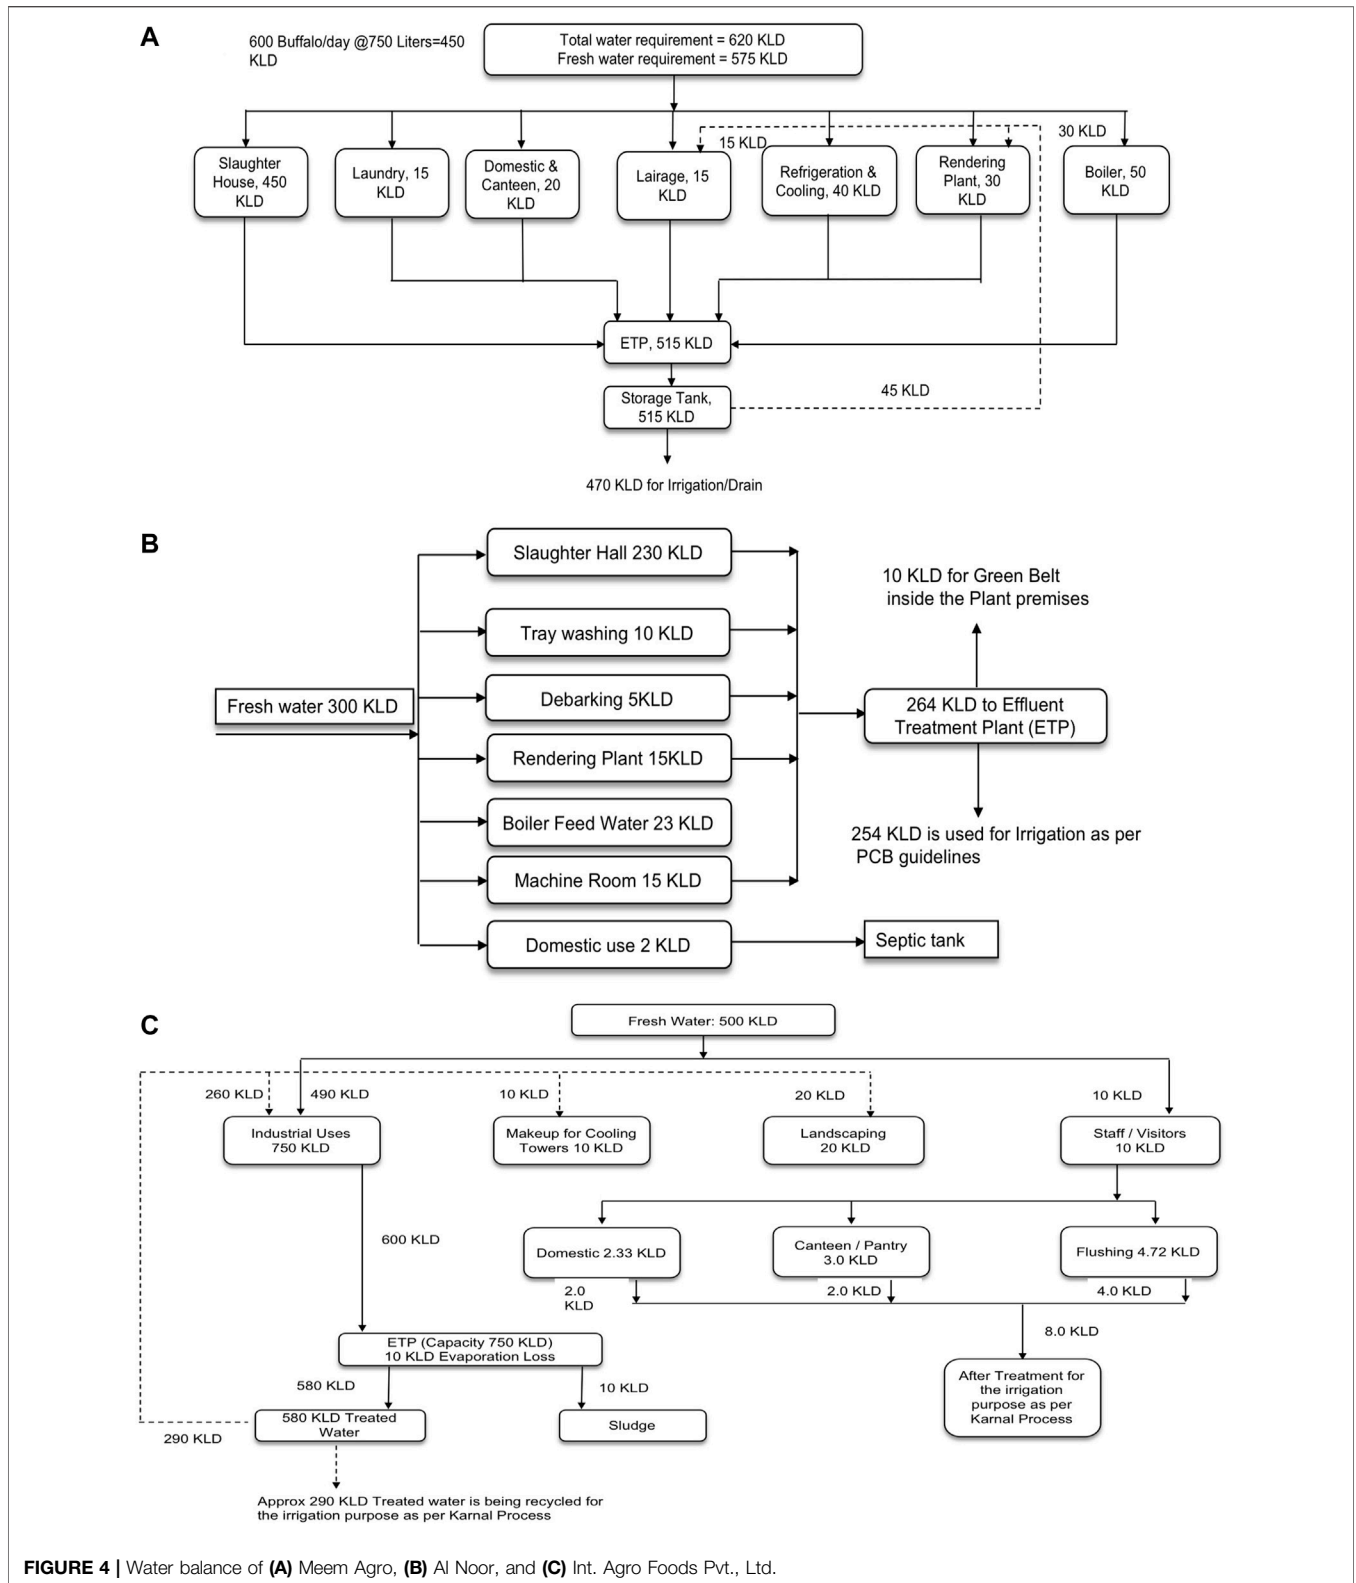 A
600 Buffalo/day @750 Liters=450
KLD
Total water requirement = 620 KLD
Fresh water requirement = 575 KLD
15 KLD
30 KLD
Slaughter
House, 450
KLD
Laundry, 15
KLD
Domestic &
Canteen, 20
KLD
Lairage, 15
KLD
Refrigeration &
Cooling, 40 KLD
Rendering
Plant, 30
KLD
Boiler, 50
KLD
ETP, 515 KLD
Storage Tank,
515 KLD
45 KLD
470 KLD for Irrigation/Drain
B
Fresh water 300 KLD
Slaughter Hall 230 KLD
Tray washing 10 KLD
Debarking 5KLD
Rendering Plant 15KLD
Boiler Feed Water 23 KLD
Machine Room 15 KLD
Domestic use 2 KLD
10 KLD for Green Belt
inside the Plant premises
264 KLD to Effluent
Treatment Plant (ETP)
254 KLD is used for Irrigation as per
PCB guidelines
Septic tank
C
Fresh Water: 500 KLD
260 KLD
490 KLD
10 KLD
20 KLD
10 KLD
Industrial Uses
750 KLD
Makeup for Cooling
Towers 10 KLD
Landscaping
20 KLD
Staff / Visitors
10 KLD
600 KLD
Domestic 2.33 KLD
Canteen / Pantry
3.0 KLD
Flushing 4.72 KLD
2.0
KLD
2.0 KLD
4.0 KLD
8.0 KLD
ETP (Capacity 750 KLD)
10 KLD Evaporation Loss
580 KLD
10 KLD
580 KLD Treated
Water
Sludge
After Treatment for
the irrigation
purpose as per
Karnal Process
290 KLD
Approx 290 KLD Treated water is being recycled for
the irrigation purpose as per Karnal Process
FIGURE 4 | Water balance of (A) Meem Agro, (B) Al Noor, and (C) Int. Agro Foods Pvt., Ltd.